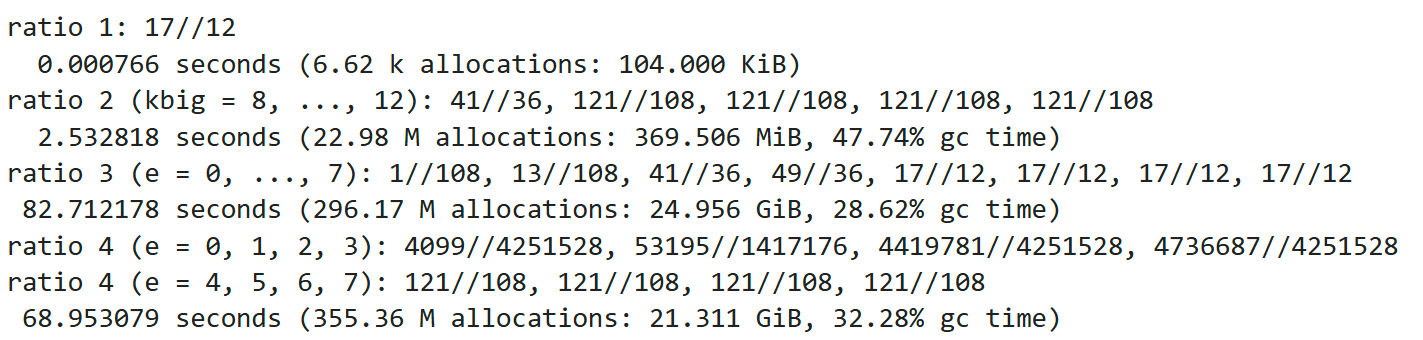 ratio 1: 17//12
0.000766 seconds (6.62 k allocations: 104.000 KiB)
ratio 2 (kbig = 8, ..., 12): 41//36, 121//108, 121//108, 121//108, 121//108
2.532818 seconds (22.98 M allocations: 369.506 MiB, 47.74% gc time)
ratio 3 (e = 0, ..., 7): 1//108, 13//108, 41//36, 49//36, 17//12, 17//12, 17//12, 17//12
82.712178 seconds (296.17 M allocations: 24.956 GiB, 28.62% gc time)
ratio 4 (e = 0, 1, 2, 3): 4099//4251528, 53195//1417176, 4419781//4251528, 4736687//4251528
ratio 4 (e = 4, 5, 6, 7): 121//108, 121//108, 121//108, 121//108
68.953079 seconds (355.36 M allocations: 21.311 GiB, 32.28% gc time)